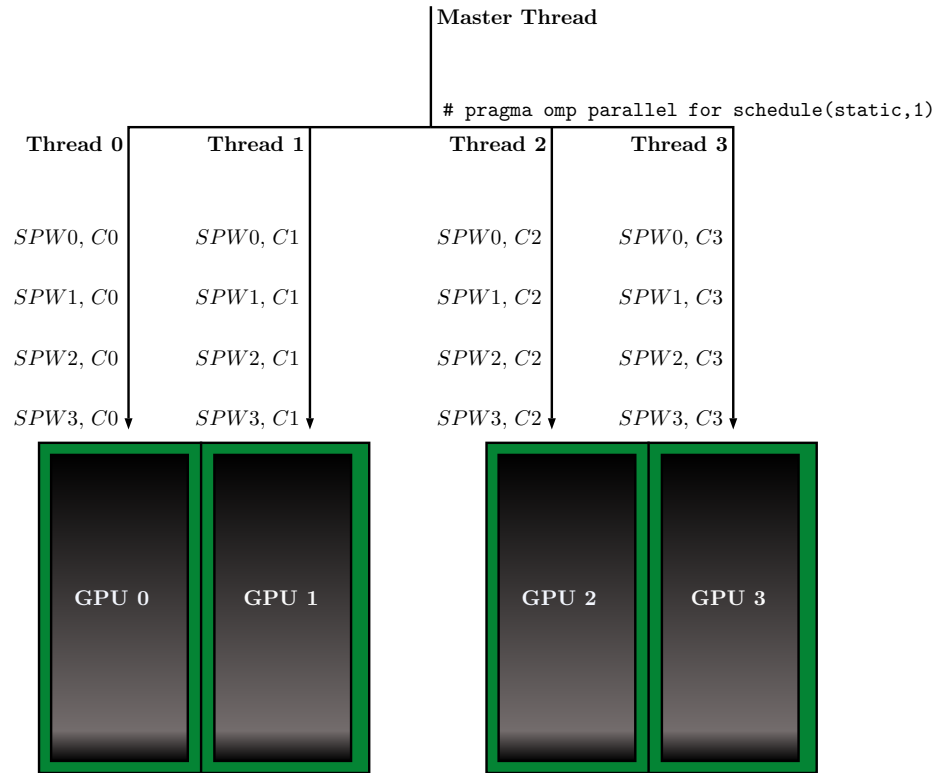 Master Thread
# pragma omp parallel for schedule(static,1)
Thread 0 Thread 1 Thread 2 Thread 3
SPW0, C0 SPW0, C1 SPW0, C2 SPW0, C3
SPW1, C0 SPW1, C1 SPW1, C2 SPW1, C3
SPW2, C0 SPW2, C1 SPW2, C2 SPW2, C3
SPW3, C0 SPW3, C1 SPW3, C2 SPW3, C3
GPU 0 GPU 1 GPU 2 GPU 3